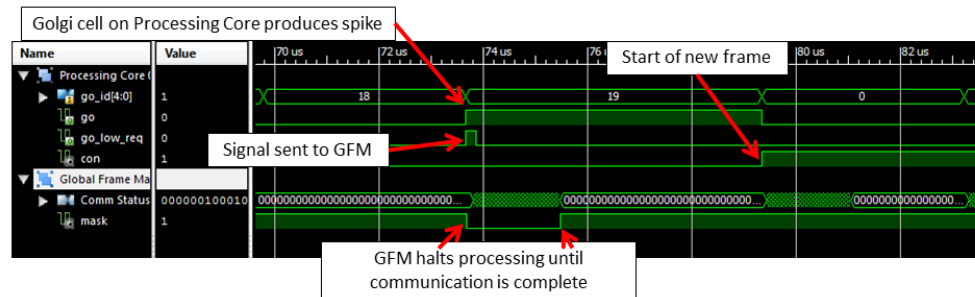 Golgi cell on Processing Core produces spike
Name Value 70 us 72 us 74 us 76 80 us 82 us
Start of new frame
Processing Core
go_id[4:0] 1 18 19 0
go 0
go_low_req 0
Signal sent to GFM
con 1
Global Frame Ma
Comm Status 000000100010 0000000000000000000000000000000... 0000000000000000000000000000000... 0000000000000000...
mask 1
GFM halts processing until
communication is complete